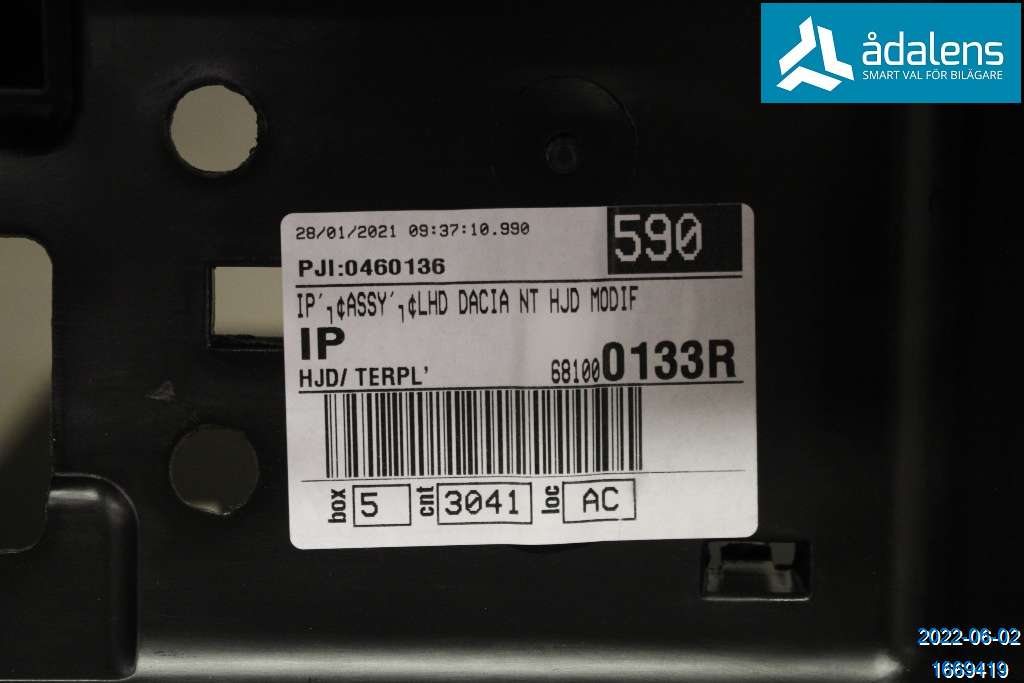 ådalens
SMART VAL FÖR BILÄGARE
28/01/2021 09:37:10.990
590
PJI:0460136
IP´┐¢ASSY´┐¢LHD DACIA NT HJD MODIF
IP
HJD/ TERPL'
681000133R
box 5 cnt 3041 loc AC
2022-06-02
1669419